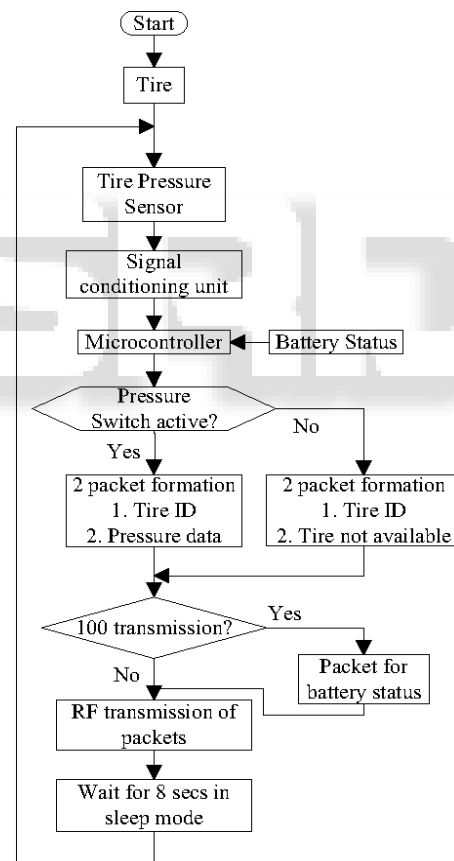 Start
Tire
Tire Pressure
Sensor
Signal
conditioning unit
Microcontroller
Battery Status
Pressure
Switch active?
Yes
No
2 packet formation
1. Tire ID
2. Pressure data
2 packet formation
1. Tire ID
2. Tire not available
100 transmission?
Yes
No
Packet for
battery status
RF transmission of
packets
Wait for 8 secs in
sleep mode